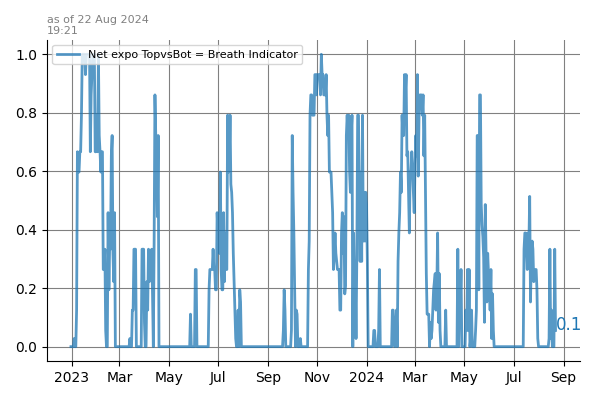 as of 22 Aug 2024
19:21
Net expo TopvsBot = Breath Indicator
1.0
0.8
0.6
0.4
0.2
0.0
0.1
2023 Mar May Jul Sep Nov 2024 Mar May Jul Sep